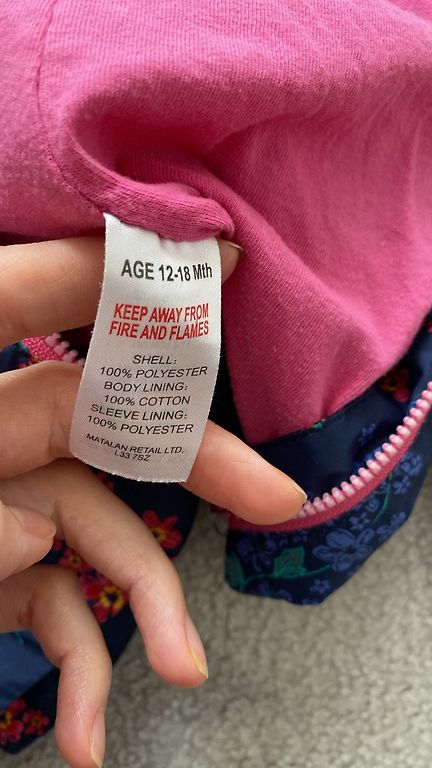 AGE 12-18 Mth
KEEP AWAY FROM
FIRE AND FLAMES
SHELL:
100% POLYESTER
BODY LINING:
100% COTTON
SLEEVE LINING:
100% POLYESTER
MATALAN RETAIL LTD.
L33 7SZ